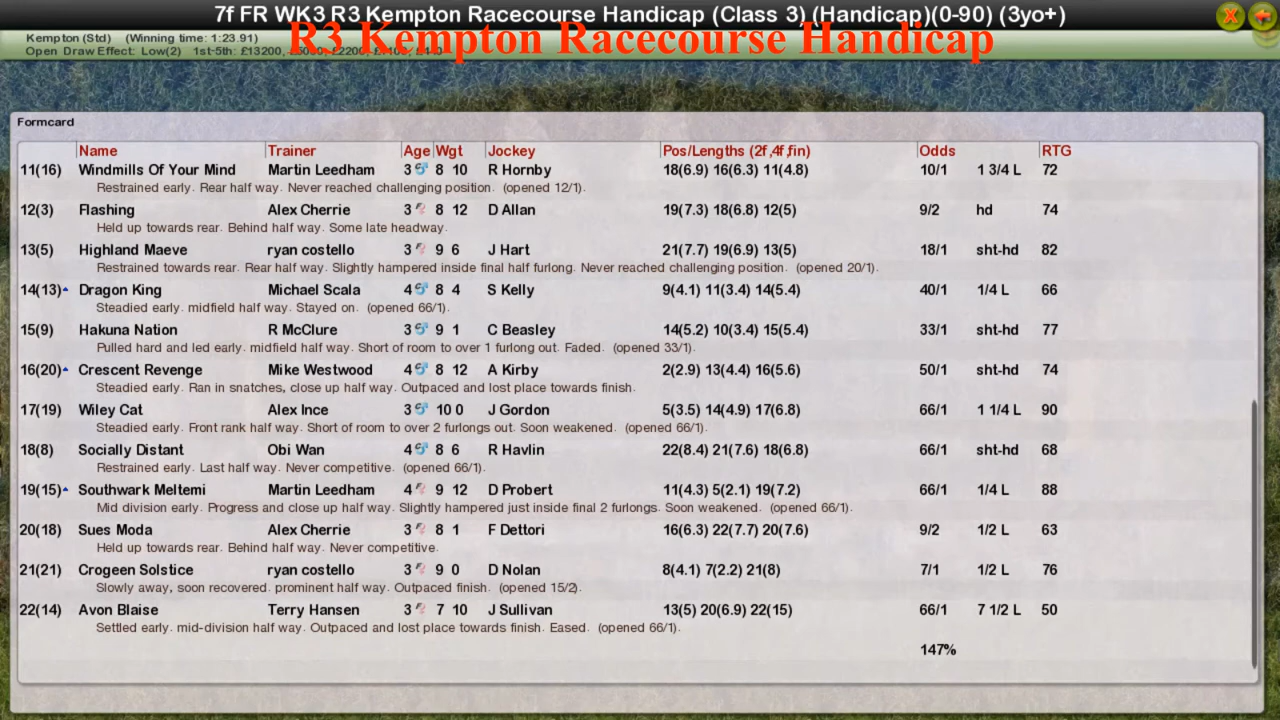 7f FR WK3 R3 Kempton Racecourse Handicap (Class 3) (Handicap)(0-90) (3yo+)
R3 Kempton Racecourse Handicap
Kempton (Std) (Winning time: 1:23.91)
Open Draw Effect: Low(2) 1st-5th: £13200,
Formcard
Name Trainer Age Wgt Jockey Pos/Lengths (2f,4f,fin) Odds RTG
11(16) Windmills Of Your Mind Martin Leedham 3 8 10 R Hornby 18(6.9) 16(6.3) 11(4.8) 10/1 1 3/4 L 72
Restrained early. Rear half way. Never reached challenging position. (opened 12/1).
12(3) Flashing Alex Cherrie 3 8 12 D Allan 19(7.3) 18(6.8) 12(5) 9/2 hd 74
Held up towards rear. Behind half way. Some late headway.
13(5) Highland Maeve ryan costello 3 9 6 J Hart 21(7.7) 19(6.9) 13(5) 18/1 sht-hd 82
Restrained towards rear. Rear half way. Slightly hampered inside final half furlong. Never reached challenging position. (opened 20/1).
14(13) Dragon King Michael Scala 4 8 4 S Kelly 9(4.1) 11(3.4) 14(5.4) 40/1 1/4 L 66
Steadied early. midfield half way. Stayed on. (opened 66/1).
15(9) Hakuna Nation R McClure 3 9 1 C Beasley 14(5.2) 10(3.4) 15(5.4) 33/1 sht-hd 77
Pulled hard and led early. midfield half way. Short of room to over 1 furlong out. Faded. (opened 33/1).
16(20) Crescent Revenge Mike Westwood 4 8 12 A Kirby 2(2.9) 13(4.4) 16(5.6) 50/1 sht-hd 74
Steadied early. Ran in snatches, close up half way. Outpaced and lost place towards finish.
17(19) Wiley Cat Alex Ince 3 10 0 J Gordon 5(3.5) 14(4.9) 17(6.8) 66/1 1 1/4 L 90
Steadied early. Front rank half way. Short of room to over 2 furlongs out. Soon weakened. (opened 66/1).
18(8) Socially Distant Obi Wan 4 8 6 R Havlin 22(8.4) 21(7.6) 18(6.8) 66/1 sht-hd 68
Restrained early. Last half way. Never competitive. (opened 66/1).
19(15) Southwark Meltemi Martin Leedham 4 9 12 D Probert 11(4.3) 5(2.1) 19(7.2) 66/1 1/4 L 88
Mid division early. Progress and close up half way. Slightly hampered just inside final 2 furlongs. Soon weakened. (opened 66/1).
20(18) Sues Moda Alex Cherrie 3 8 1 F Dettori 16(6.3) 22(7.7) 20(7.6) 9/2 1/2 L 63
Held up towards rear. Behind half way. Never competitive.
21(21) Crogeen Solstice ryan costello 3 9 0 D Nolan 8(4.1) 7(2.2) 21(8) 7/1 1/2 L 76
Slowly away, soon recovered. prominent half way. Outpaced finish. (opened 15/2).
22(14) Avon Blaise Terry Hansen 3 7 10 J Sullivan 13(5) 20(6.9) 22(15) 66/1 7 1/2 L 50
Settled early. mid-division half way. Outpaced and lost place towards finish. Eased. (opened 66/1).
147%